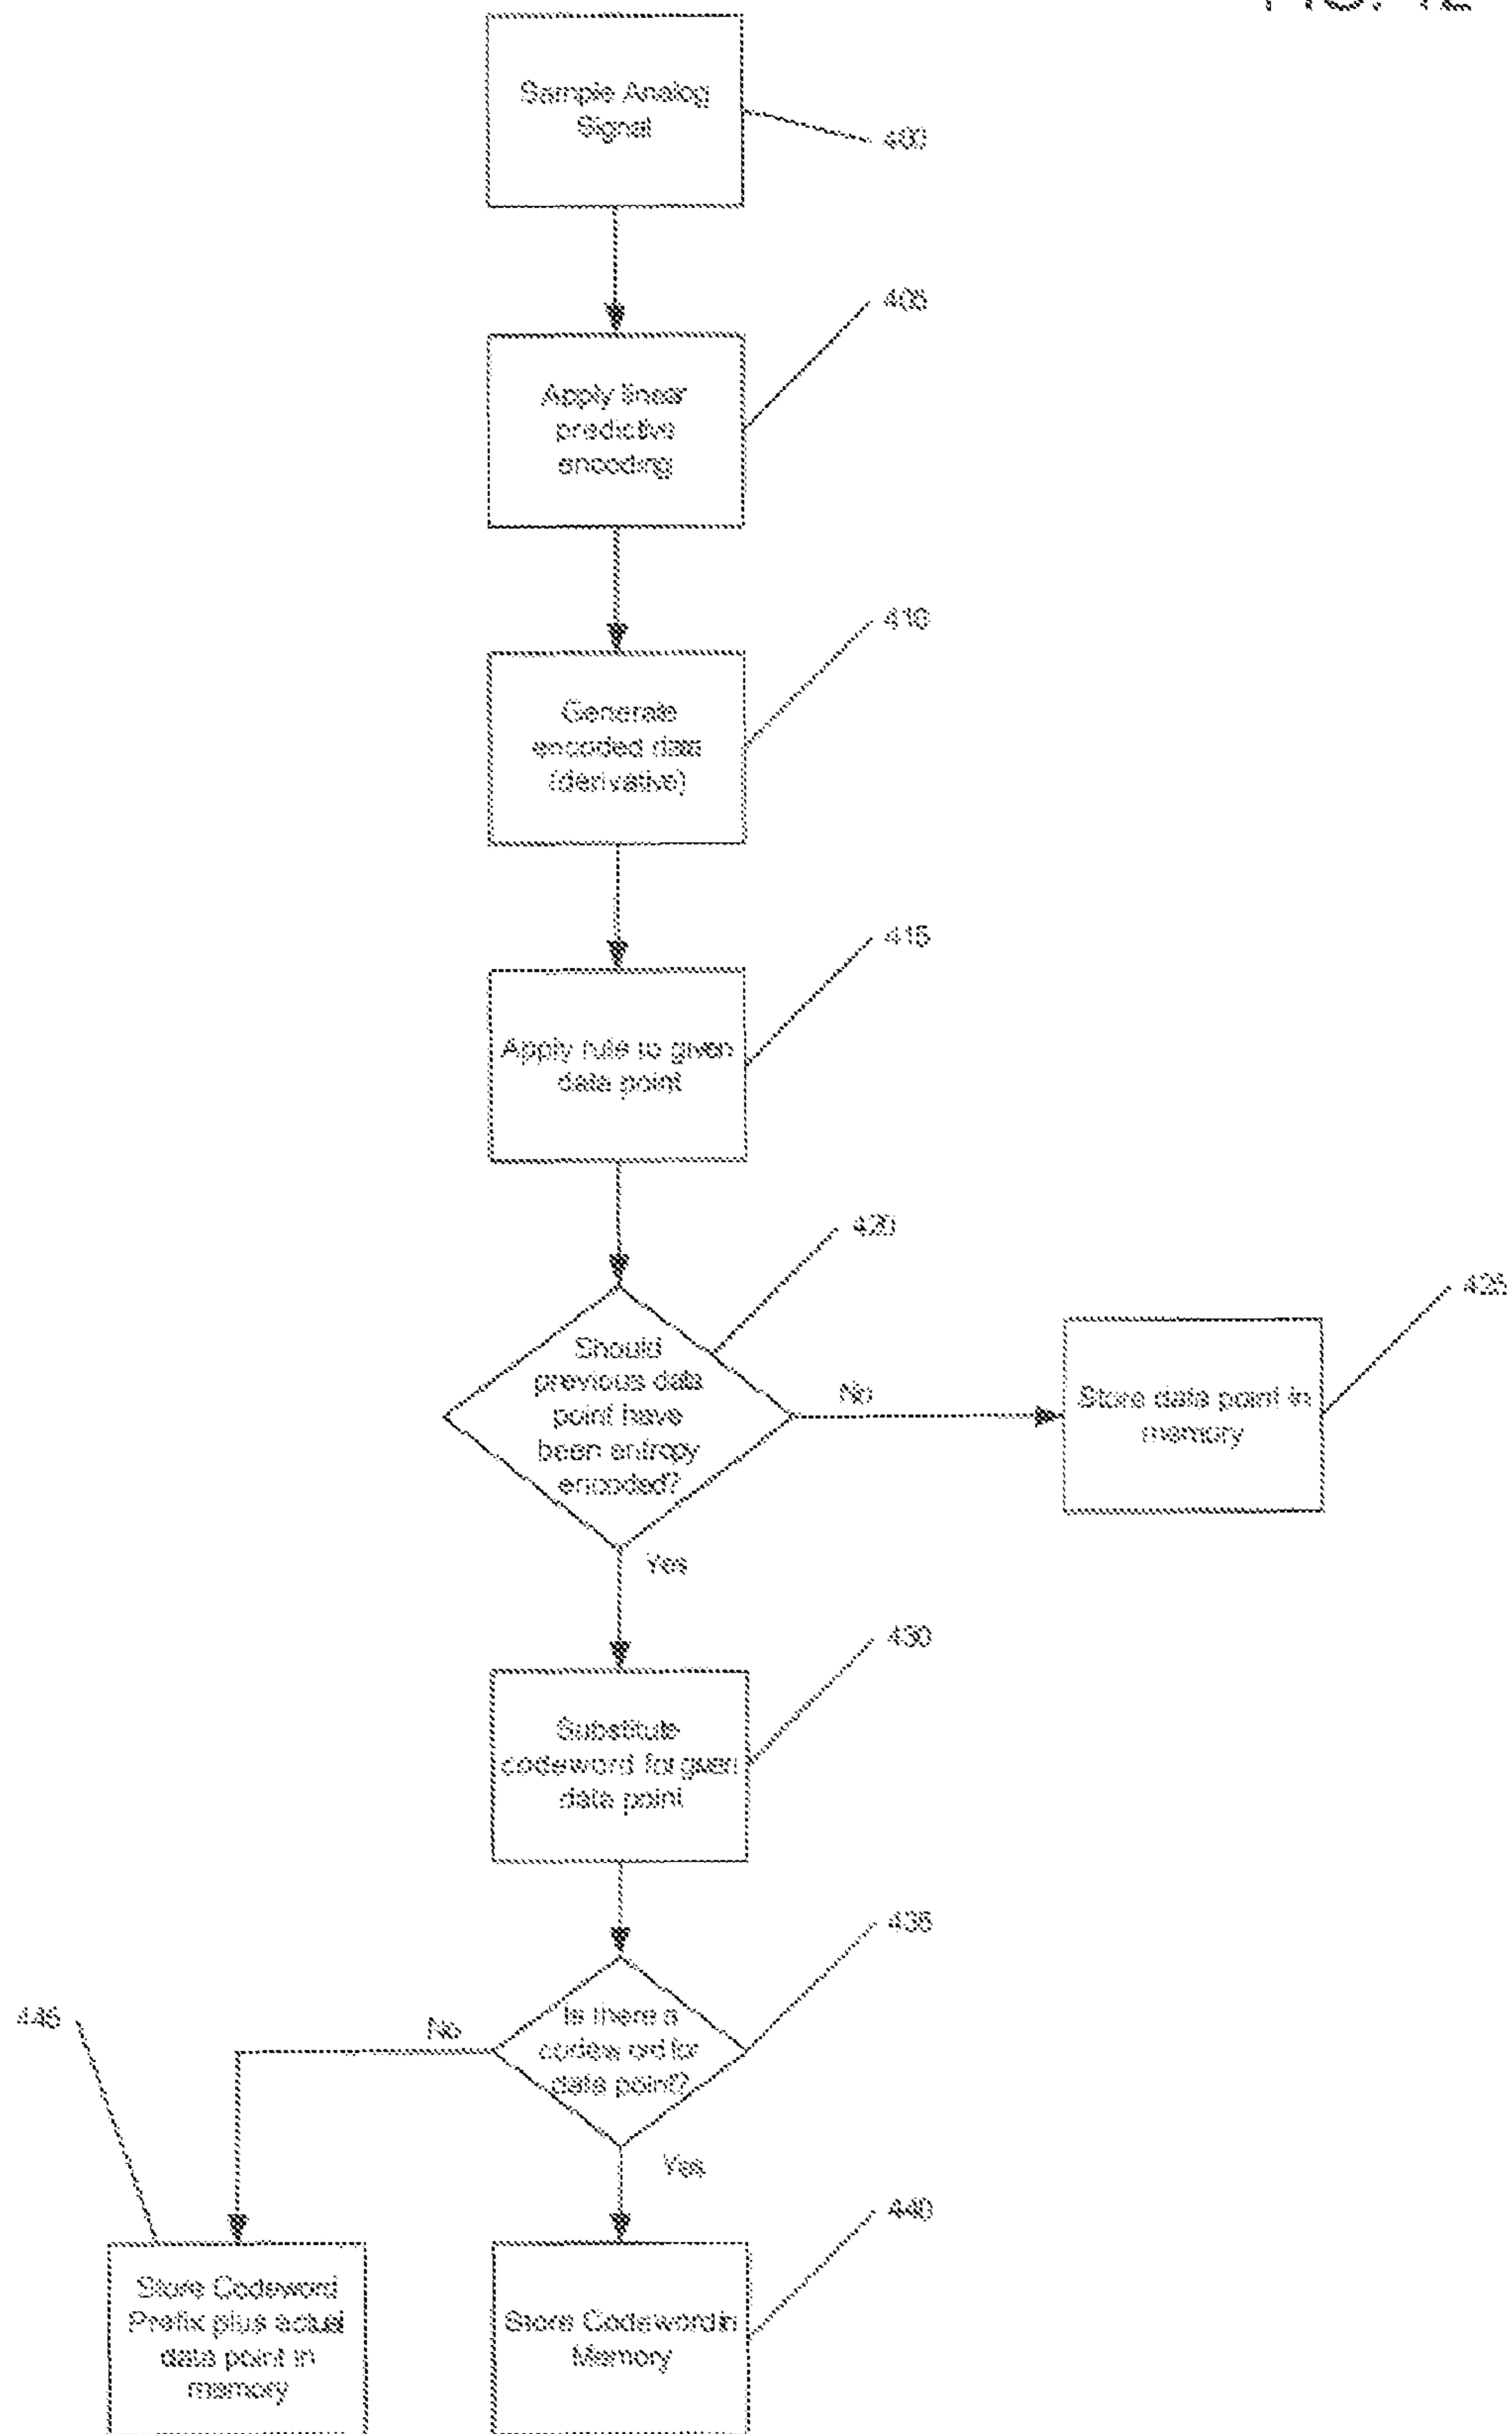 Sample Analog
Signal
400
405
Apply linear
predictive
encoding
410
Generate
encoded data
(derivative)
415
Apply rule to given
data point
420
425
Should
previous data
point have
been entropy
encoded?
No
Store data point in
memory
Yes
430
Substitute
codeword for given
data point
435
445
No
Is there a
codeword for
data point?
Yes
440
Store Codeword
Prefix plus actual
data point in
memory
Store Codeword in
Memory